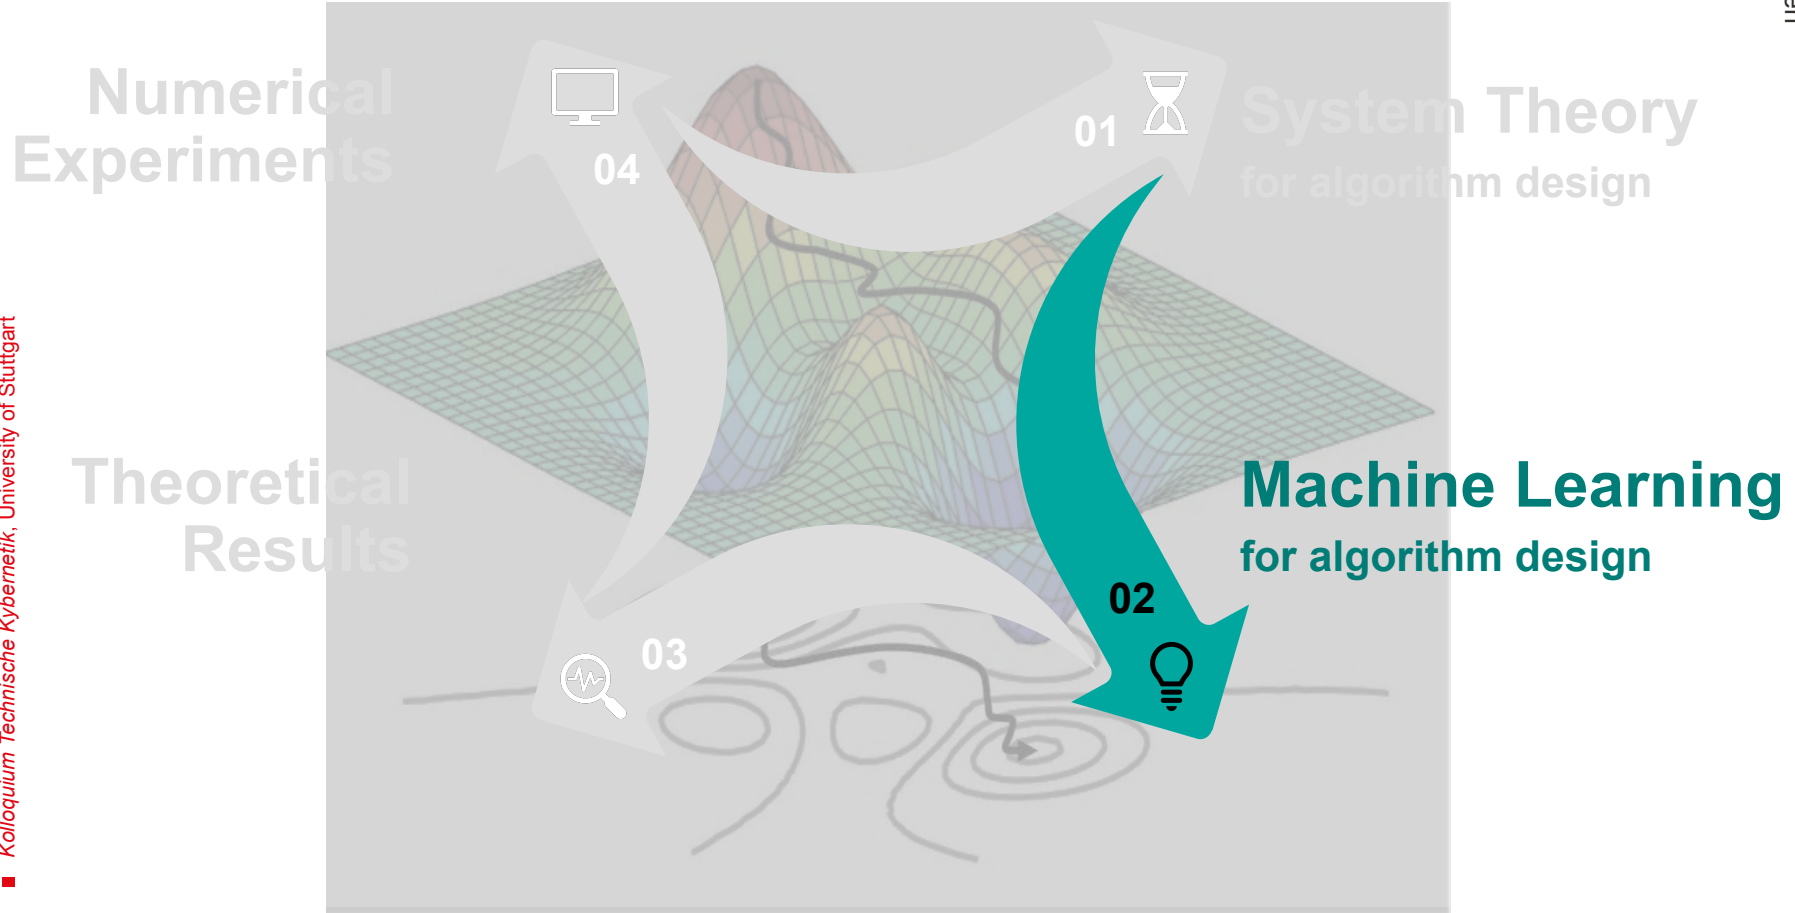 Numerical
Experiments
04
01
System Theory
for algorithm design
Theoretical
Results
03
Machine Learning
for algorithm design
02
Kolloquium Technische Kybernetik, University of Stuttgart